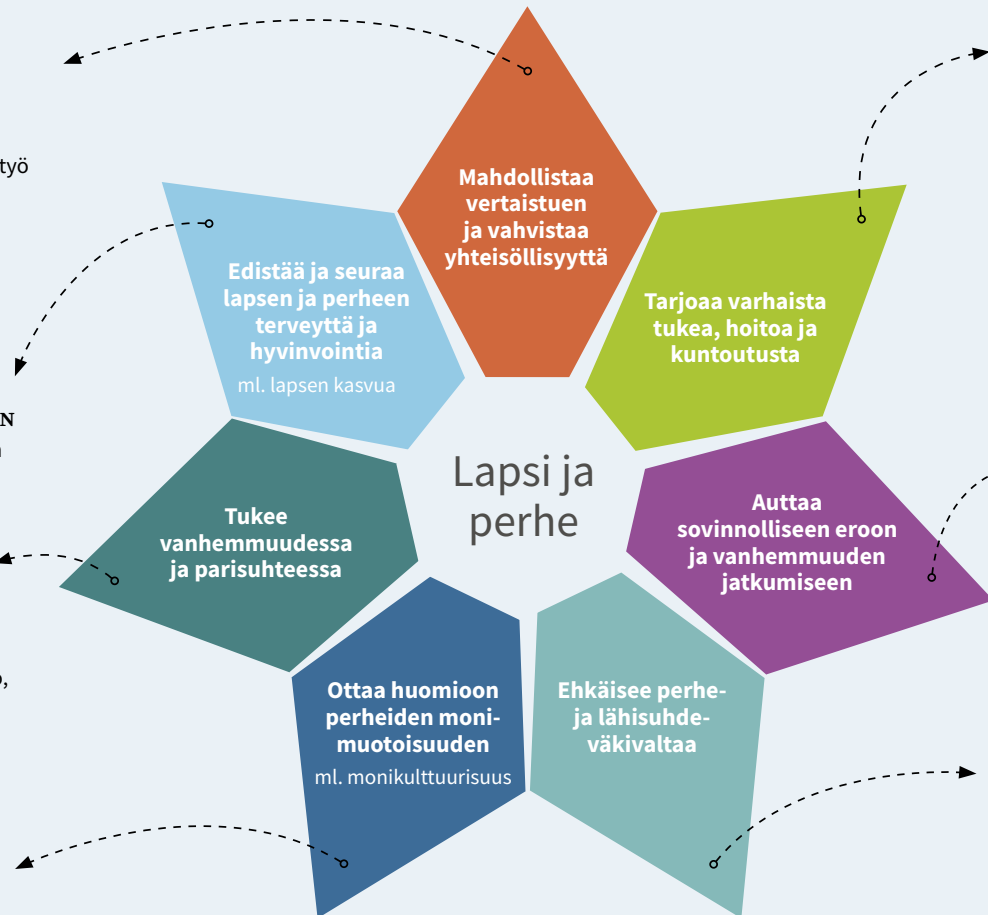 työ
Mahdollistaa
vertaistuen
ja vahvistaa
yhteisöllisyyttä
Edistää ja seuraa
lapsen ja perheen
terveyttä ja
hyvinvointia
ml. lapsen kasvua
Tarjoaa varhaista
tukea, hoitoa ja
kuntoutusta
N
Lapsi ja
perhe
Tukee
vanhemmuudessa
ja parisuhteessa
Auttaa
sovinnolliseen eroon
ja vanhemmuuden
jatkumiseen
Ottaa huomioon
perheiden moni-
muotoisuuden
ml. monikulttuurisuus
Ehkäisee perhe-
ja lähisuhde-
väkivaltaa